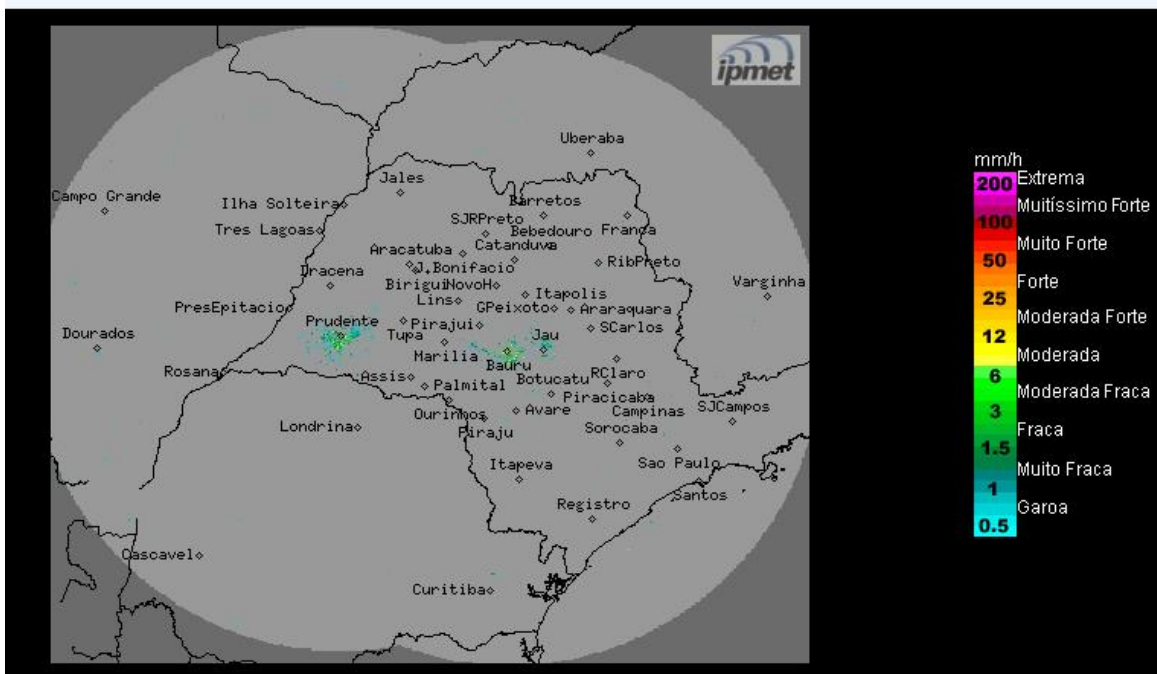 ipmet
Uberaba
Jales
Campo Grande
Ilha Solteira
Barretos
SJRPreto
Tres Lagoas
Bebedouro
Franca
Aracatuba
Catanduva
Dracena
J.Bonifacio
RibPreto
Birigui
NovoH
Varginha
Lins
Itapolis
PresEpitacio
GPeixoto
Araraquara
Prudente
Pirajui
SCarlos
Dourados
Tupa
Jau
Marilia
Bauru
Rosana
Assis
Botucatu
RClaro
Palmital
Piracicaba
Ourinhos
Avare
Campinas
SJCampos
Londrina
Piraju
Sorocaba
Itapeva
Sao Paulo
Santos
Registro
Cascavel
Curitiba
mm/h
200 Extrema
Muitíssimo Forte
100
Muito Forte
50
Forte
25
Moderada Forte
12
Moderada
6
Moderada Fraca
3
Fraca
1.5
Muito Fraca
1
Garoa
0.5